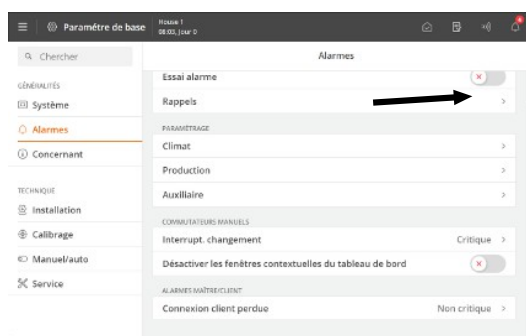 Paramétre de base
House 1
08:03, Jour 0
Chercher
Alarmes
Essai alarme
Rappels
GÉNÉRALITÉS
Système
Alarmes
Concernant
PARAMÉTRAGE
Climat
Production
Auxiliaire
TECHNIQUE
Installation
Calibrage
Manuel/auto
Service
COMMUTATEURS MANUELS
Interrupt. changement
Critique
Désactiver les fenêtres contextuelles du tableau de bord
ALARMES MAÎTRE/CLIENT
Connexion client perdue
Non critique